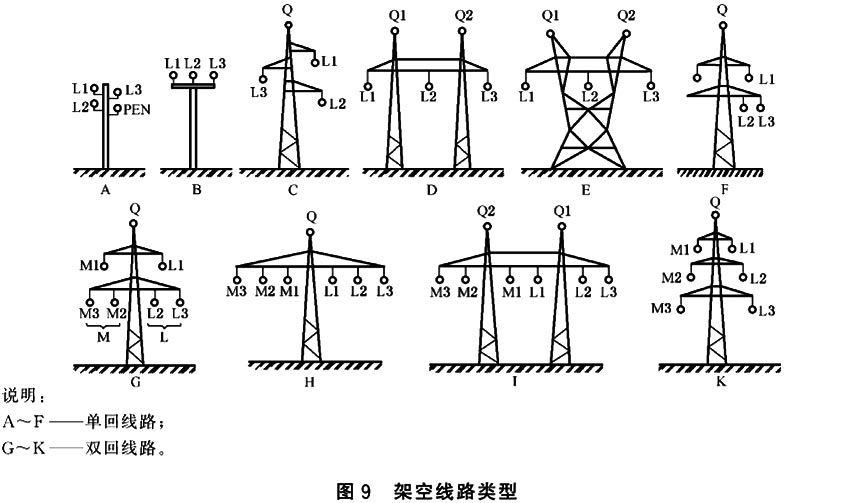 Q Q1 Q2 Q1 Q2 Q
L1 L2 L3 L1 L3 L2 PEN
L1 L3 L2
L1 L2 L3 L1 L2 L3 L1 L2 L3
A B C D E F
Q Q Q2 Q1 Q
M1 L1 M1 L1
M2 L2
M3 M2 L2 L3 M3 M2 M1 L1 L2 L3 M3 M2 M1 L1 L2 L3 M3 L3
M L
G H I K
说明:
A~F——单回线路;
G~K——双回线路。
图9 架空线路类型